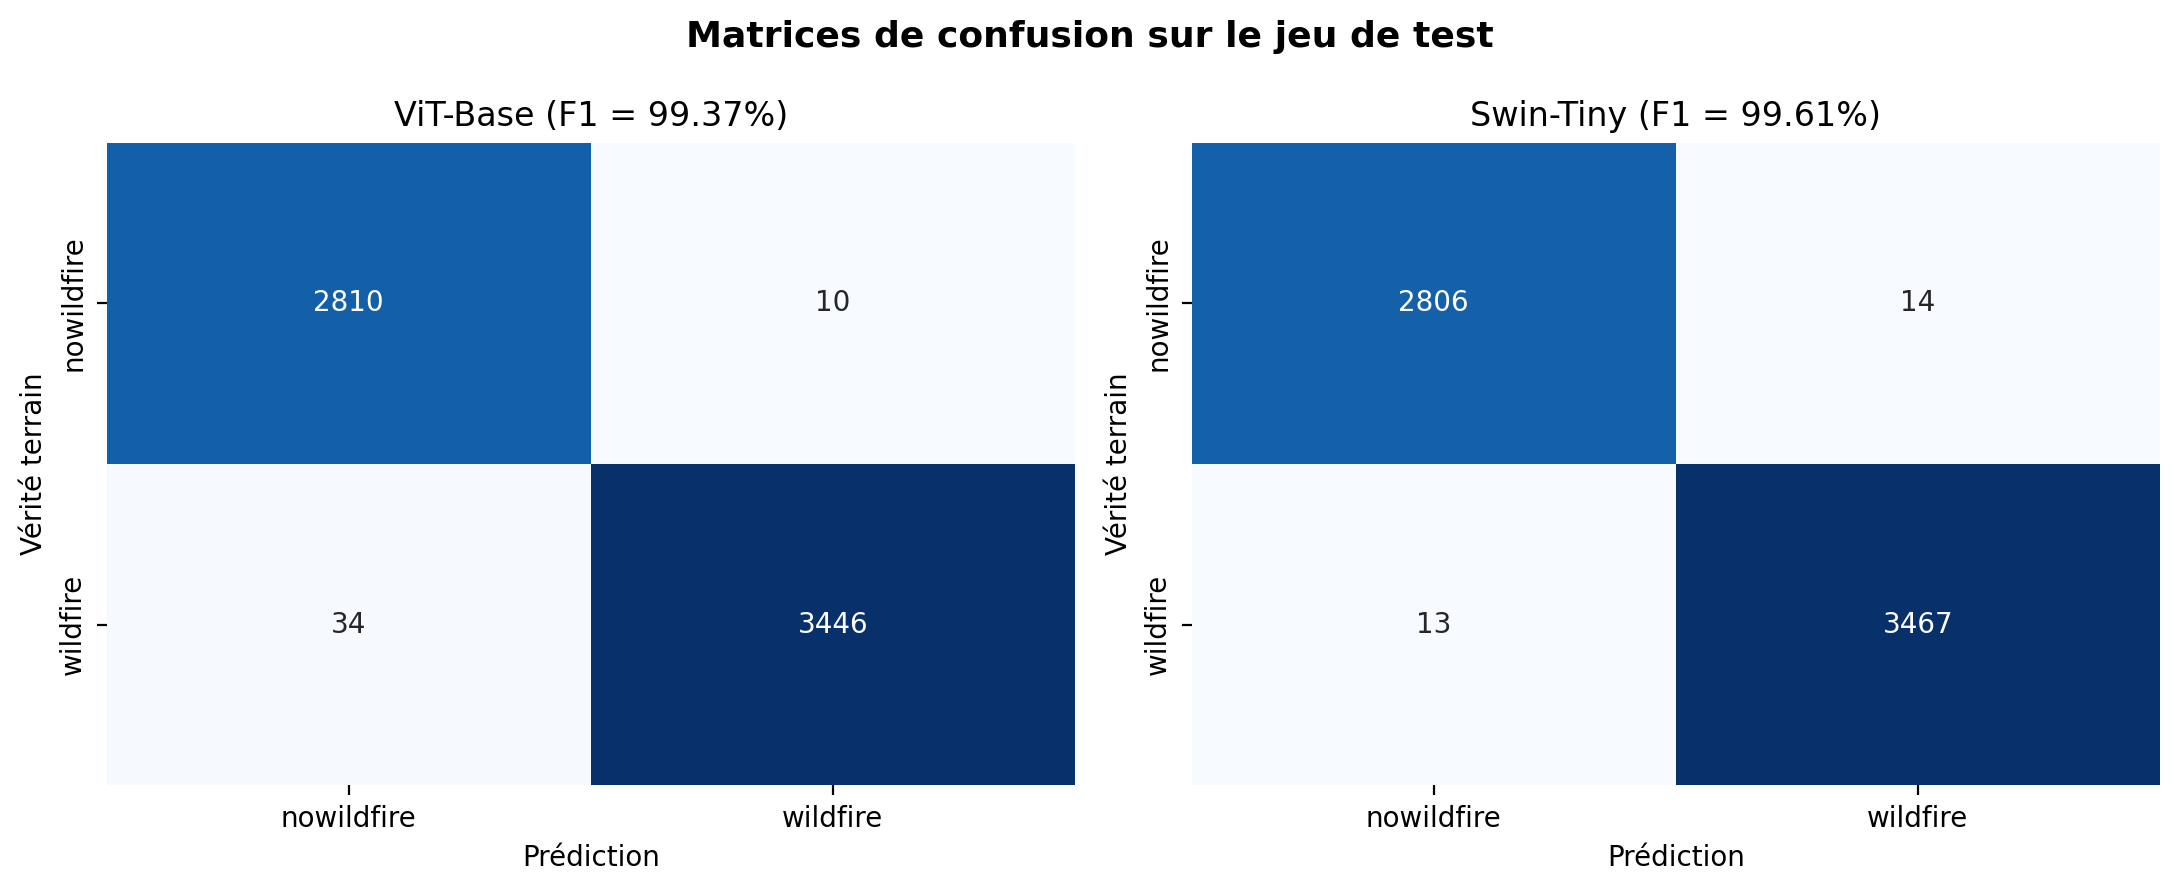 Matrices de confusion sur le jeu de test
ViT-Base (F1 = 99.37%)
Vérité terrain
nowildfire
2810
10
wildfire
34
3446
nowildfire
wildfire
Prédiction
Swin-Tiny (F1 = 99.61%)
Vérité terrain
nowildfire
2806
14
wildfire
13
3467
nowildfire
wildfire
Prédiction